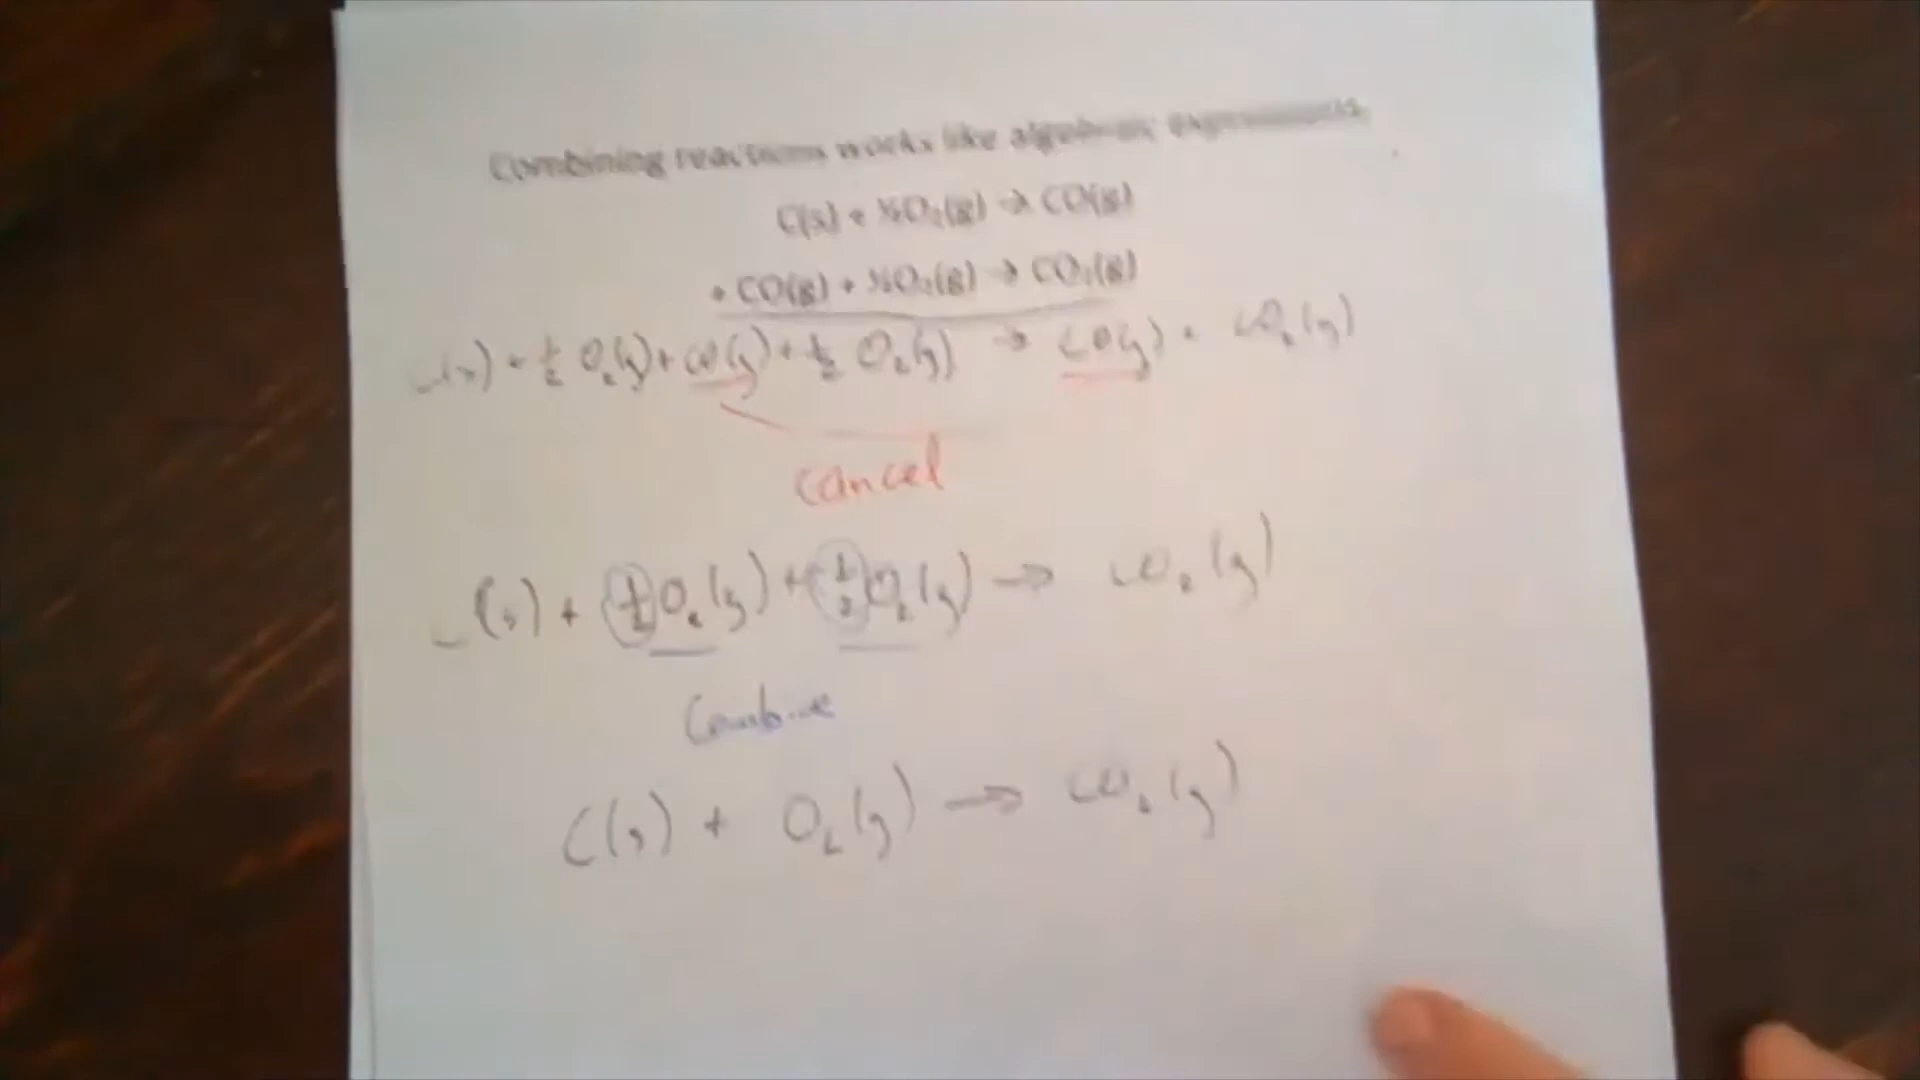 Combining reactions works like algebraic expressions.
C(s) + ½O₂(g) → CO(g)
+ CO(g) + ½O₂(g) → CO₂(g)
C(s) + ½ O₂(g) + CO(g) + ½ O₂(g) → CO(g) + CO₂(g)
cancel
C(s) + ½ O₂(g) + ½ O₂(g) → CO₂(g)
Combine
C(s) + O₂(g) → CO₂(g)